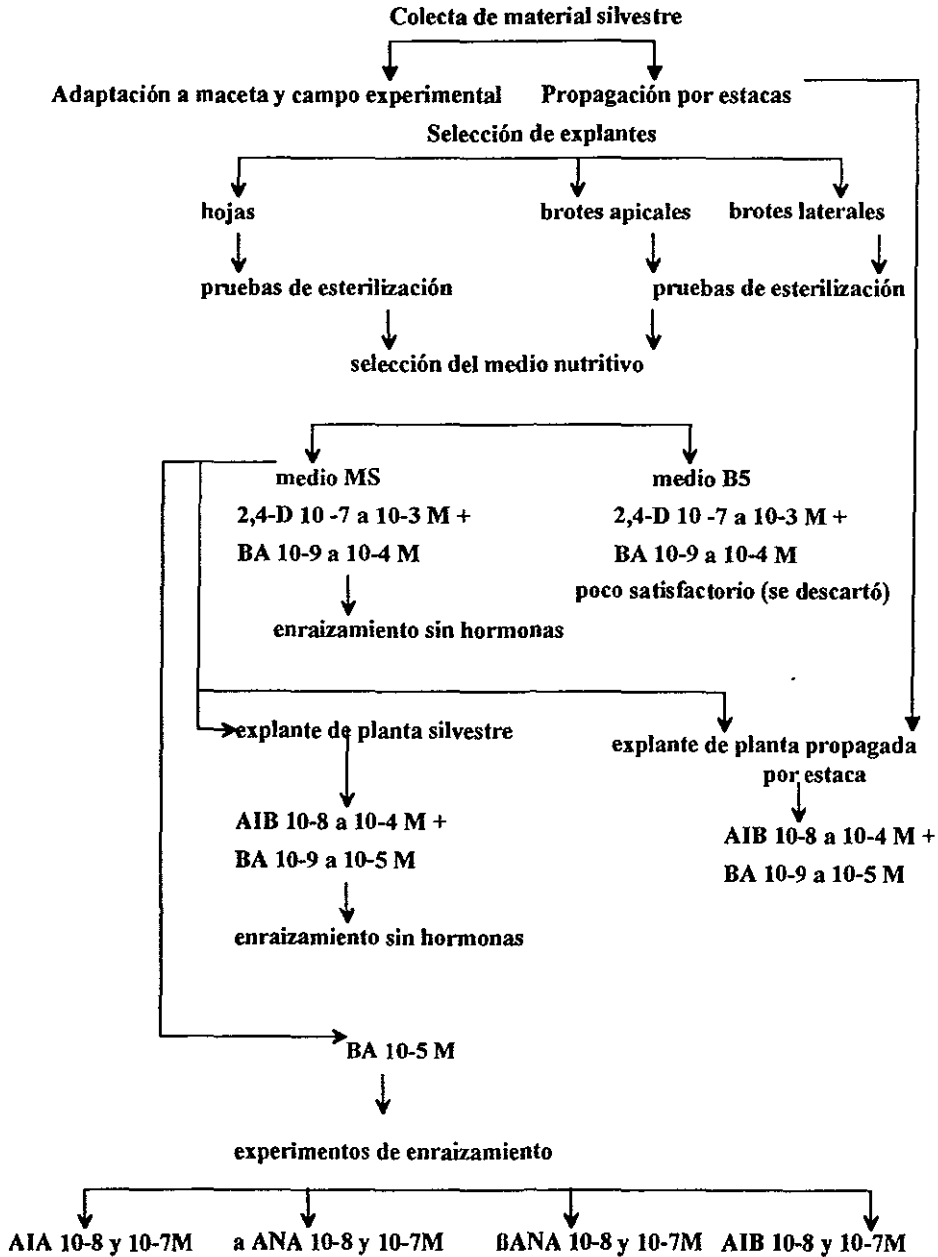 Colecta de material silvestre
Adaptación a maceta y campo experimental Propagación por estacas
Selección de explantes
hojas brotes apicales brotes laterales
pruebas de esterilización pruebas de esterilización
selección del medio nutritivo
medio MS medio B5
2,4-D 10 -7 a 10-3 M + 2,4-D 10 -7 a 10-3 M +
BA 10-9 a 10-4 M BA 10-9 a 10-4 M
poco satisfactorio (se descartó)
enraizamiento sin hormonas
explante de planta silvestre explante de planta propagada
por estaca
AIB 10-8 a 10-4 M + AIB 10-8 a 10-4 M +
BA 10-9 a 10-5 M BA 10-9 a 10-5 M
enraizamiento sin hormonas
BA 10-5 M
experimentos de enraizamiento
AIA 10-8 y 10-7M a ANA 10-8 y 10-7M ßANA 10-8 y 10-7M AIB 10-8 y 10-7M